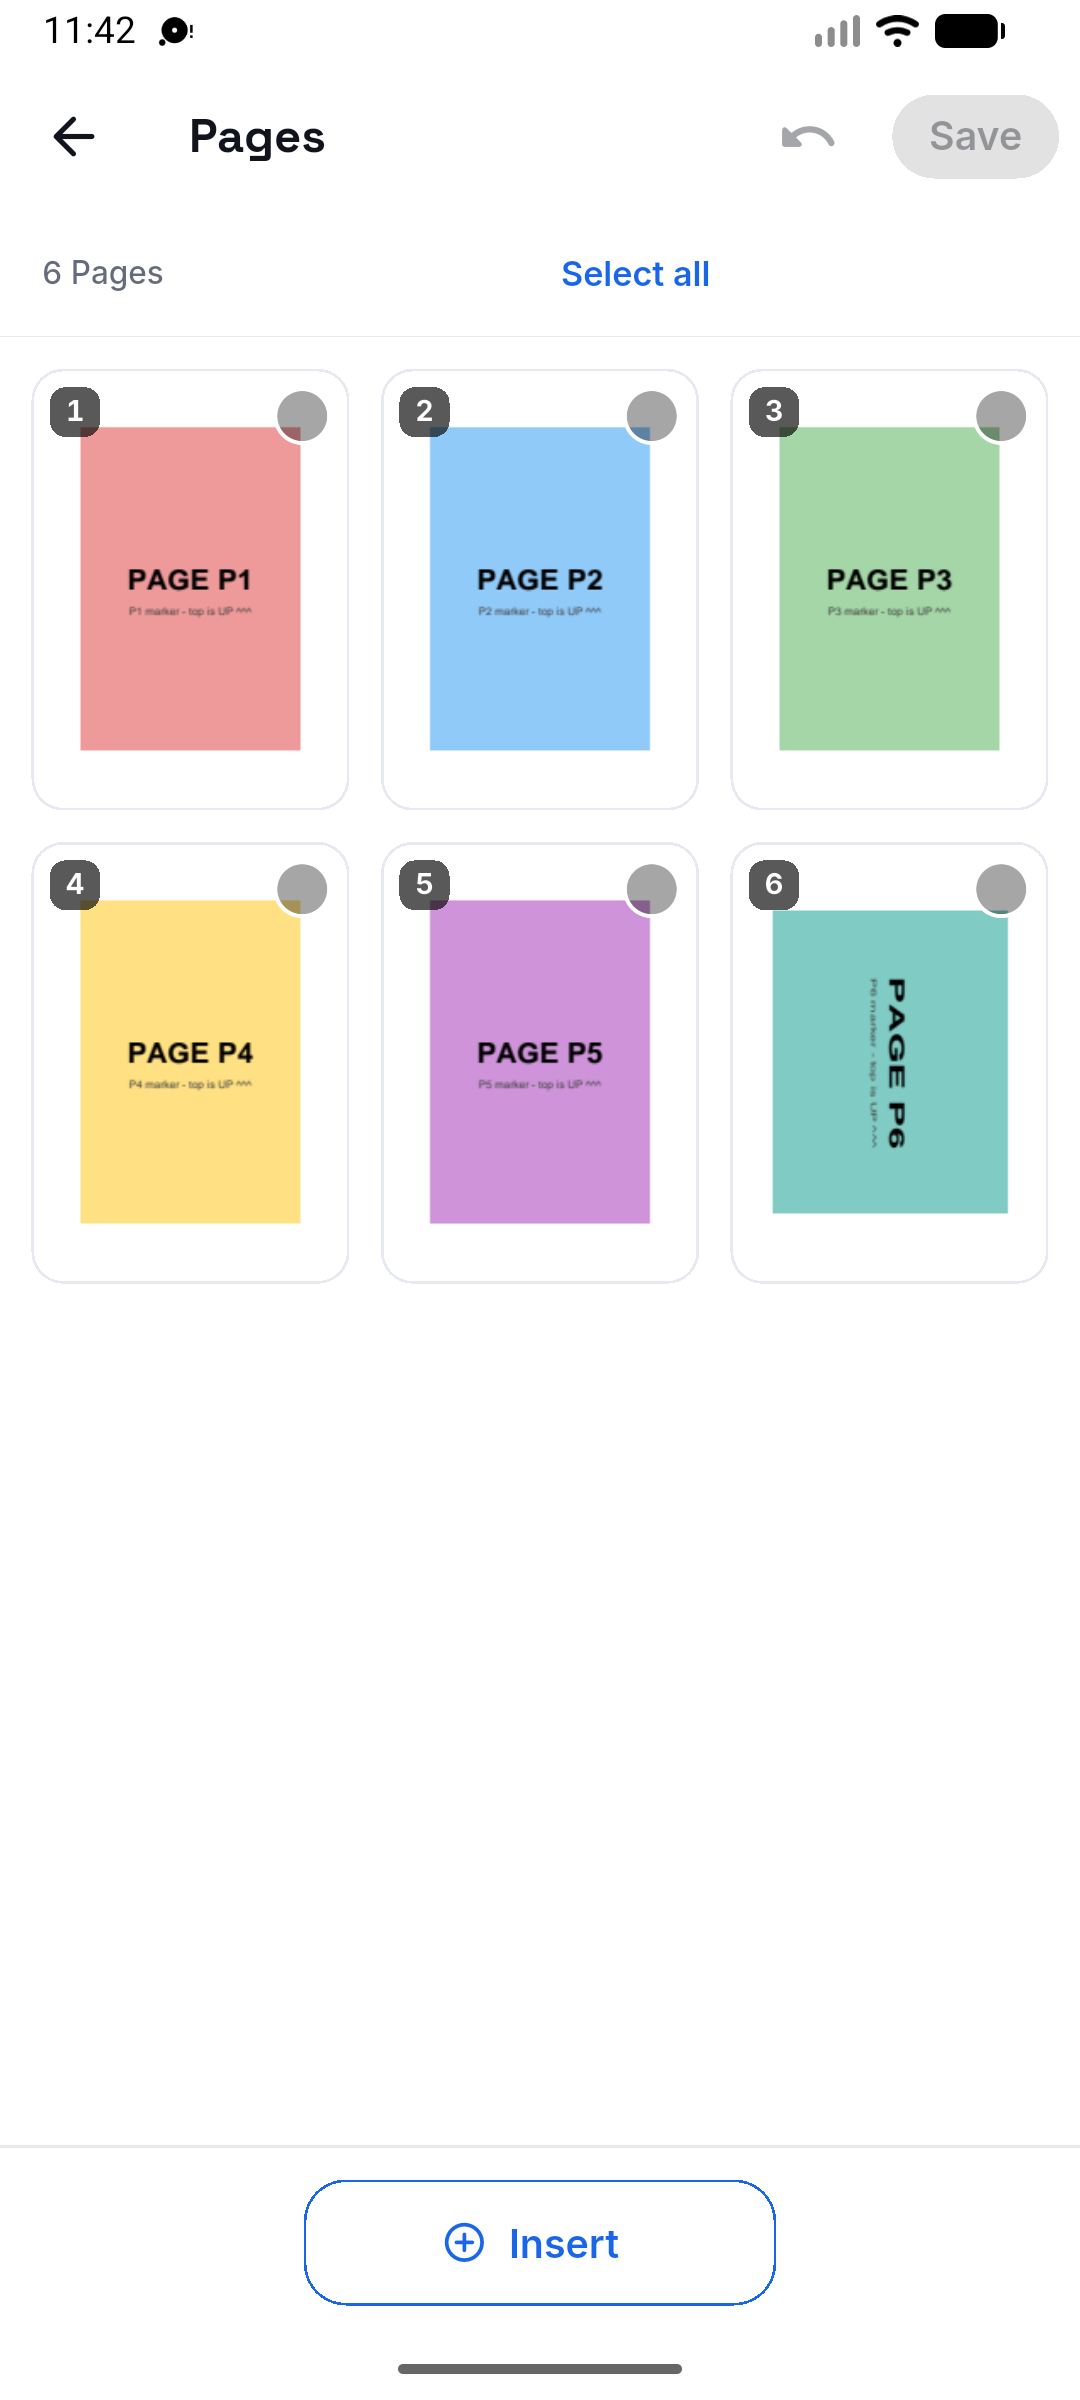 11:42
Pages
Save
6 Pages
Select all
1
2
3
PAGE P1
PAGE P2
PAGE P3
P1 marker - top is UP ^^^
P2 marker - top is UP ^^^
P3 marker - top is UP ^^^
4
5
6
PAGE P4
PAGE P5
PAGE P6
P4 marker - top is UP ^^^
P5 marker - top is UP ^^^
P6 marker - top is UP ^^^
Insert